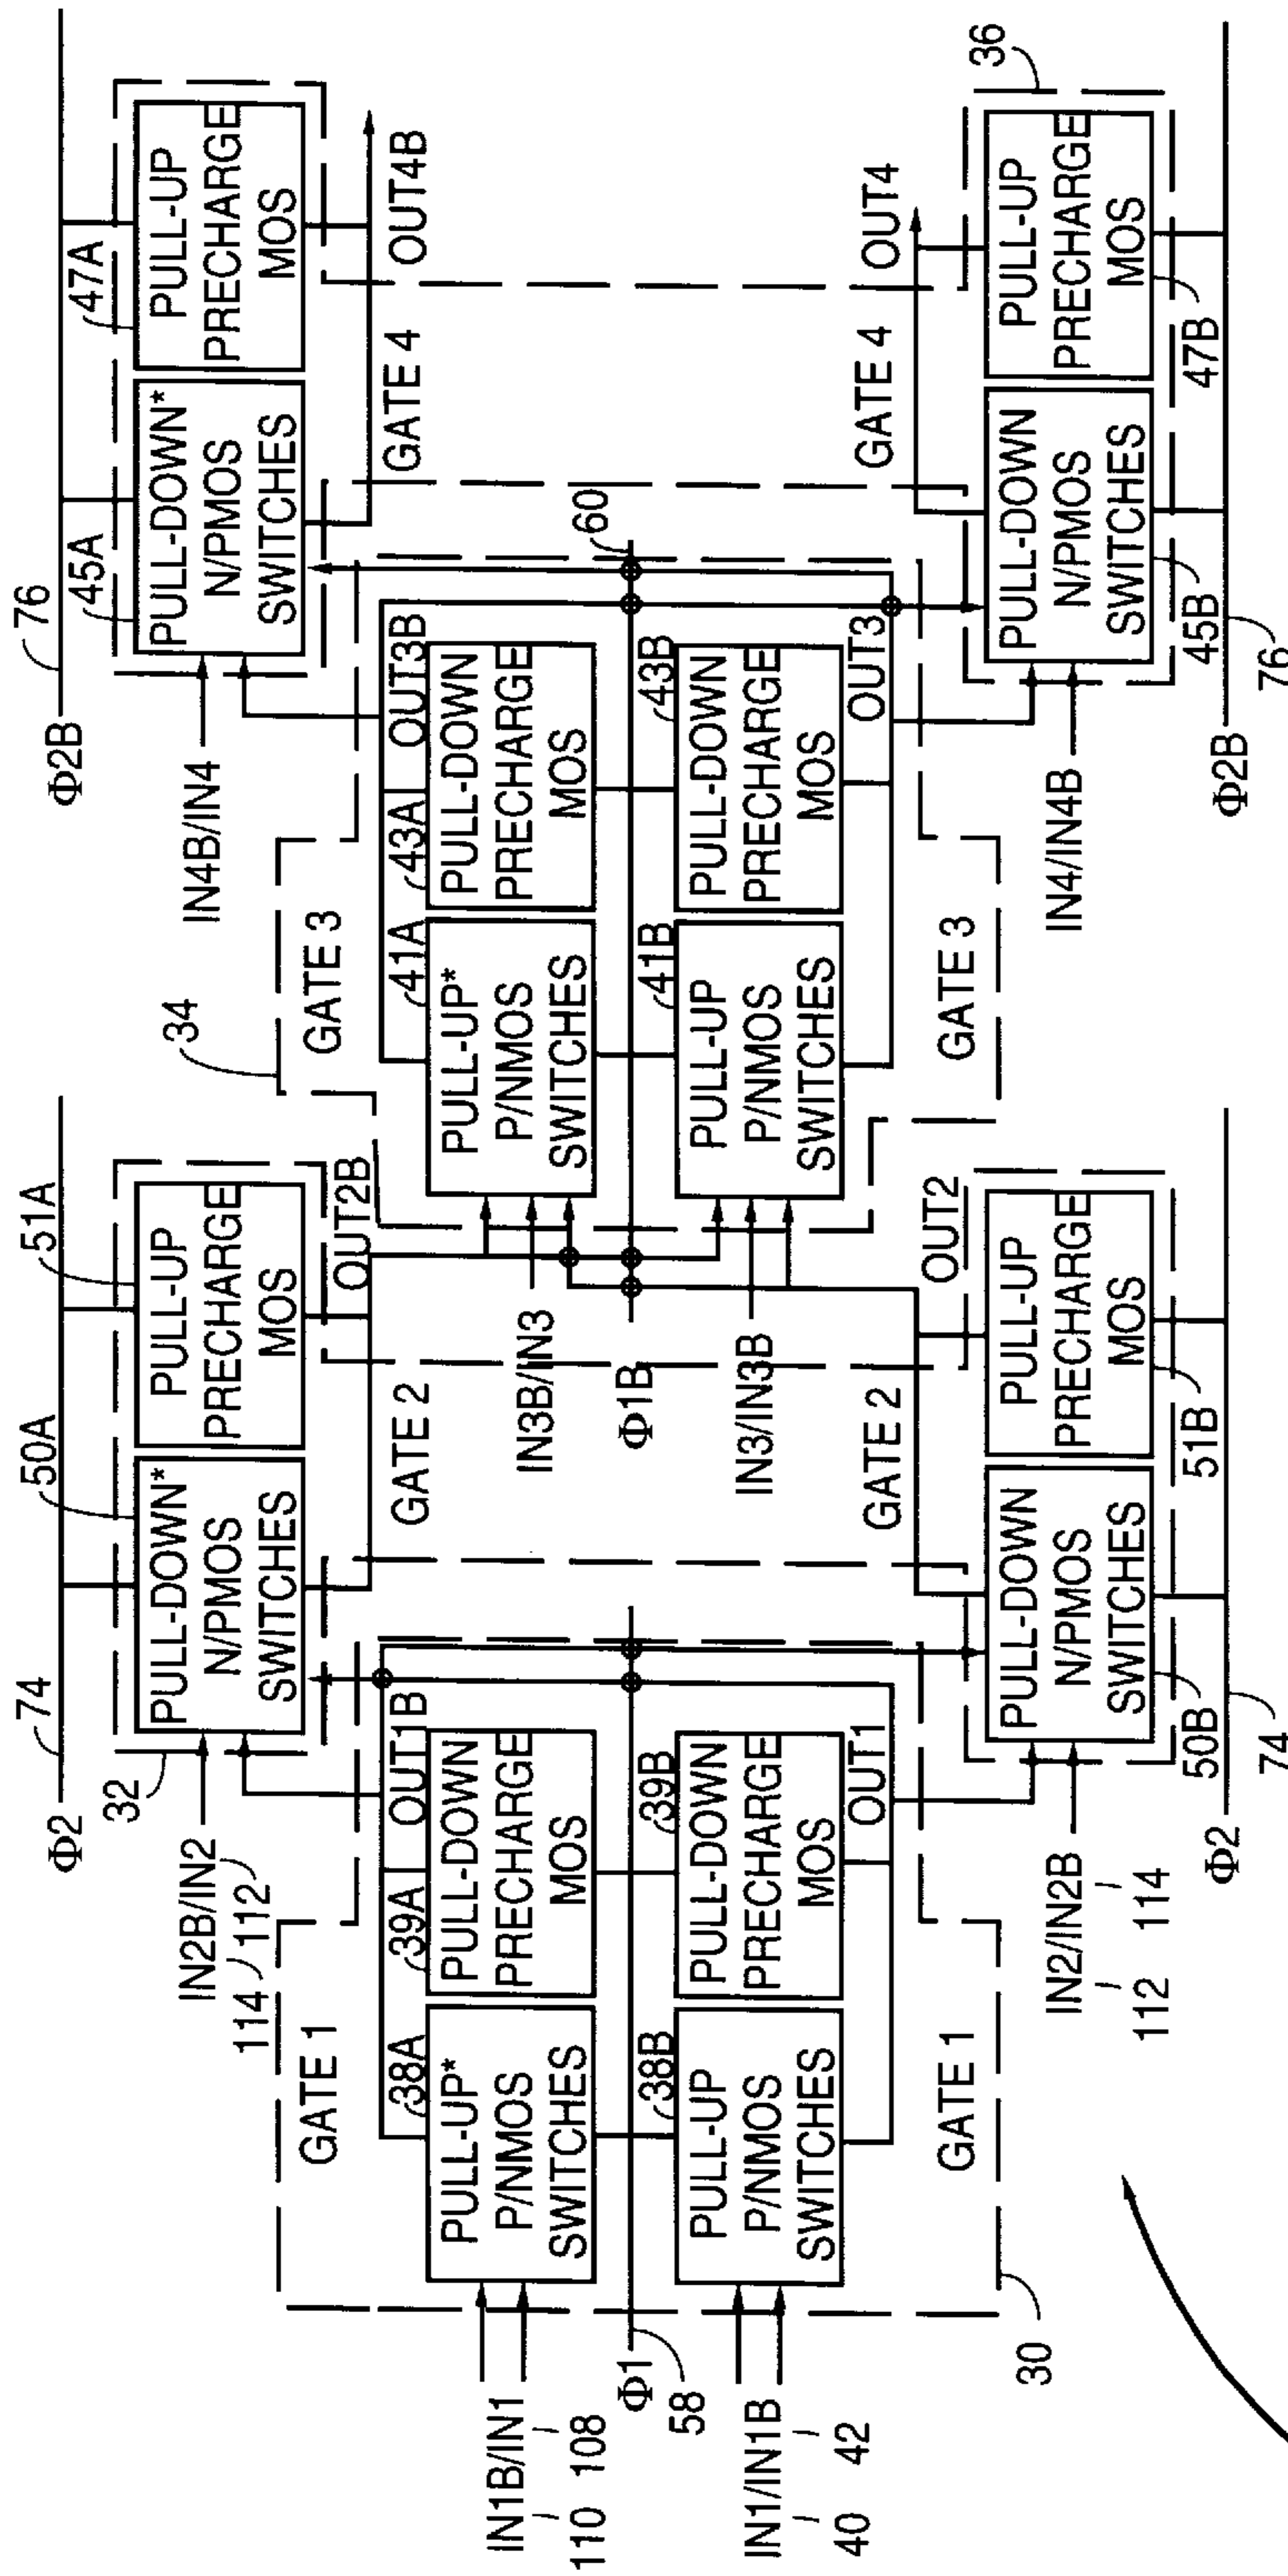 Φ2
74
32
50A
51A
PULL-DOWN*
N/PMOS
SWITCHES
PULL-UP
PRECHARGE
MOS
IN2B/IN2
114
112
GATE 2
OUT2B
Φ2B
76
45A
47A
PULL-DOWN*
N/PMOS
SWITCHES
PULL-UP
PRECHARGE
MOS
IN4B/IN4
GATE 4
OUT4B
GATE 1
38A
39A
OUT1B
PULL-UP*
P/NMOS
SWITCHES
PULL-DOWN
PRECHARGE
MOS
IN1B/IN1
110
108
Φ1
58
IN1/IN1B
40
42
38B
39B
PULL-UP
P/NMOS
SWITCHES
PULL-DOWN
PRECHARGE
MOS
OUT1
GATE 1
30
34
GATE 3
41A
43A
OUT3B
PULL-UP*
P/NMOS
SWITCHES
PULL-DOWN
PRECHARGE
MOS
IN3B/IN3
Φ1B
60
IN3/IN3B
41B
43B
PULL-UP
P/NMOS
SWITCHES
PULL-DOWN
PRECHARGE
MOS
OUT3
GATE 3
GATE 2
OUT2
IN2/IN2B
112
114
PULL-DOWN
N/PMOS
SWITCHES
PULL-UP
PRECHARGE
MOS
50B
51B
Φ2
74
GATE 4
OUT4
36
IN4/IN4B
PULL-DOWN
N/PMOS
SWITCHES
PULL-UP
PRECHARGE
MOS
45B
47B
Φ2B
76